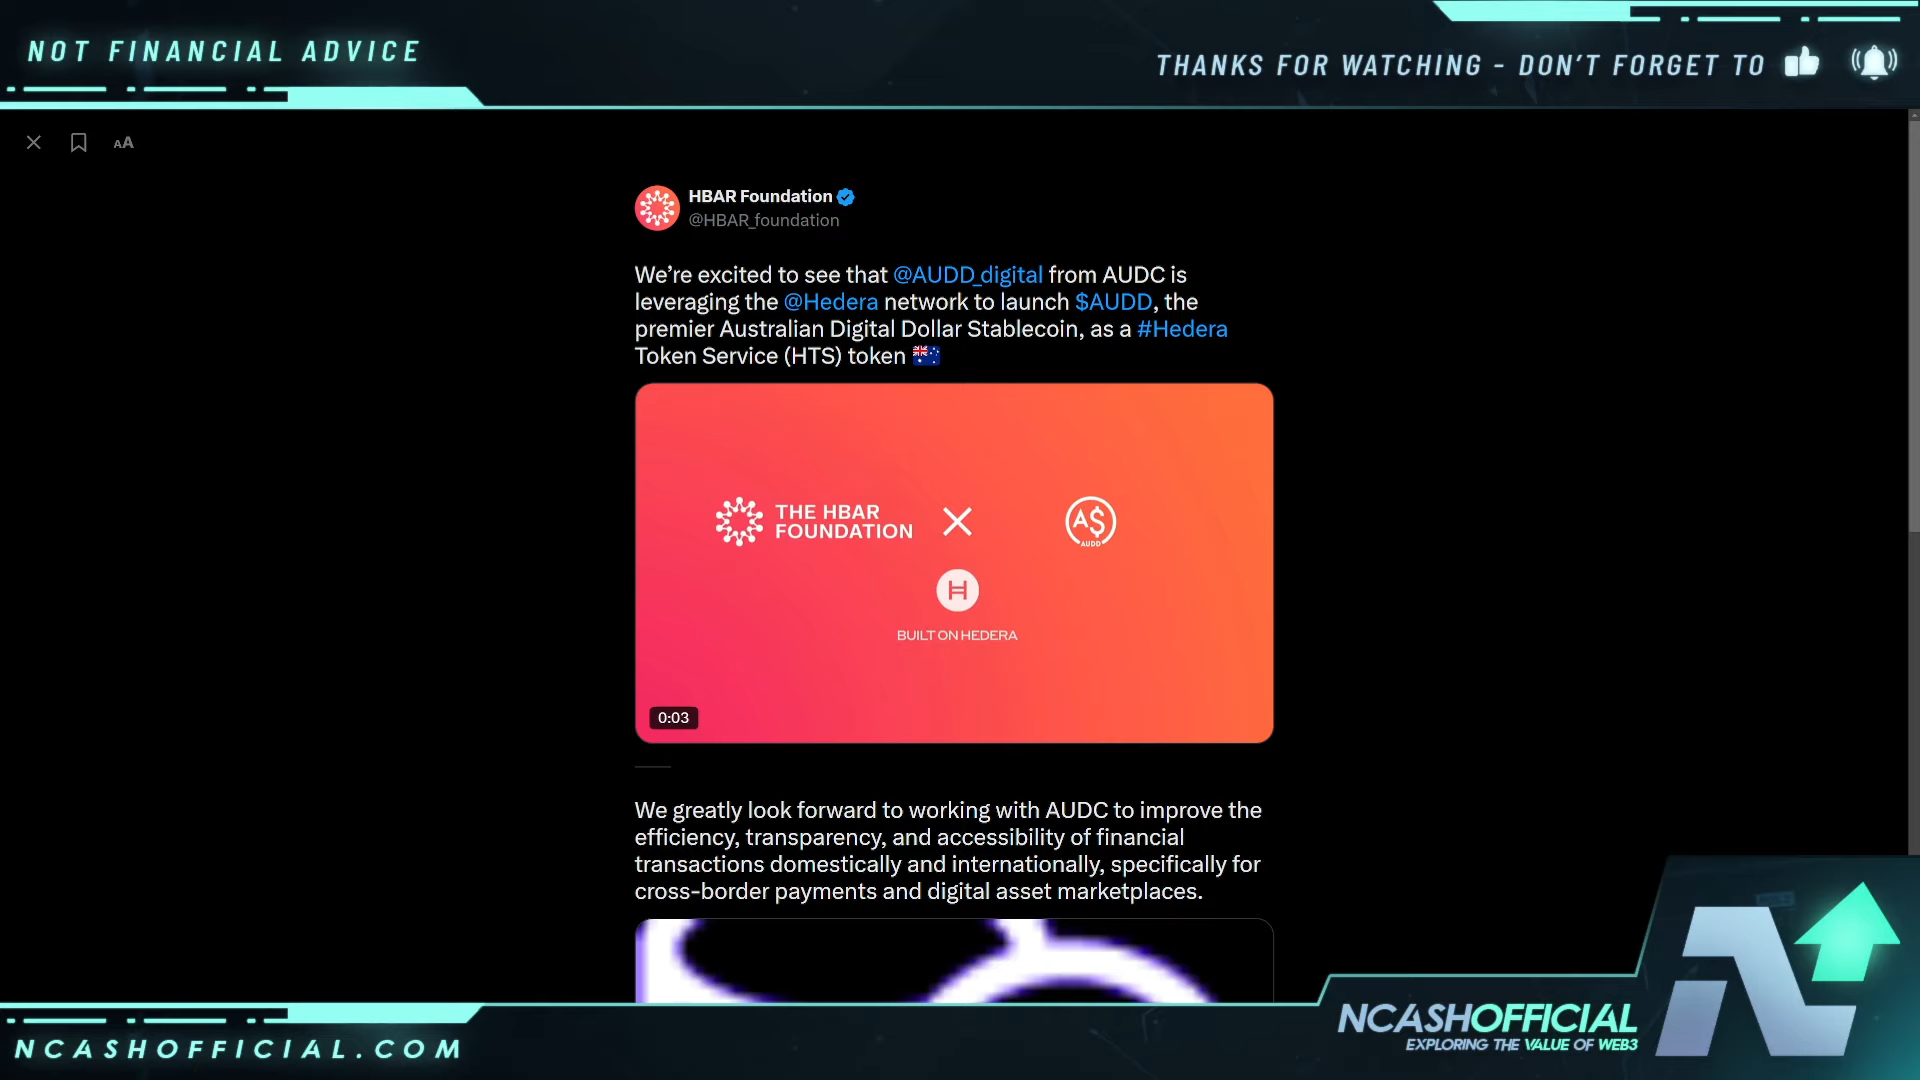 NOT FINANCIAL ADVICE
THANKS FOR WATCHING - DON'T FORGET TO
AA
HBAR Foundation
@HBAR_foundation
We’re excited to see that @AUDD_digital from AUDC is
leveraging the @Hedera network to launch $AUDD, the
premier Australian Digital Dollar Stablecoin, as a #Hedera
Token Service (HTS) token 🇦🇺
THE HBAR
FOUNDATION
A$
AUDD
H
BUILT ON HEDERA
0:03
We greatly look forward to working with AUDC to improve the
efficiency, transparency, and accessibility of financial
transactions domestically and internationally, specifically for
cross-border payments and digital asset marketplaces.
NCASHOFFICIAL
EXPLORING THE VALUE OF WEB3
NCASHOFFICIAL.COM